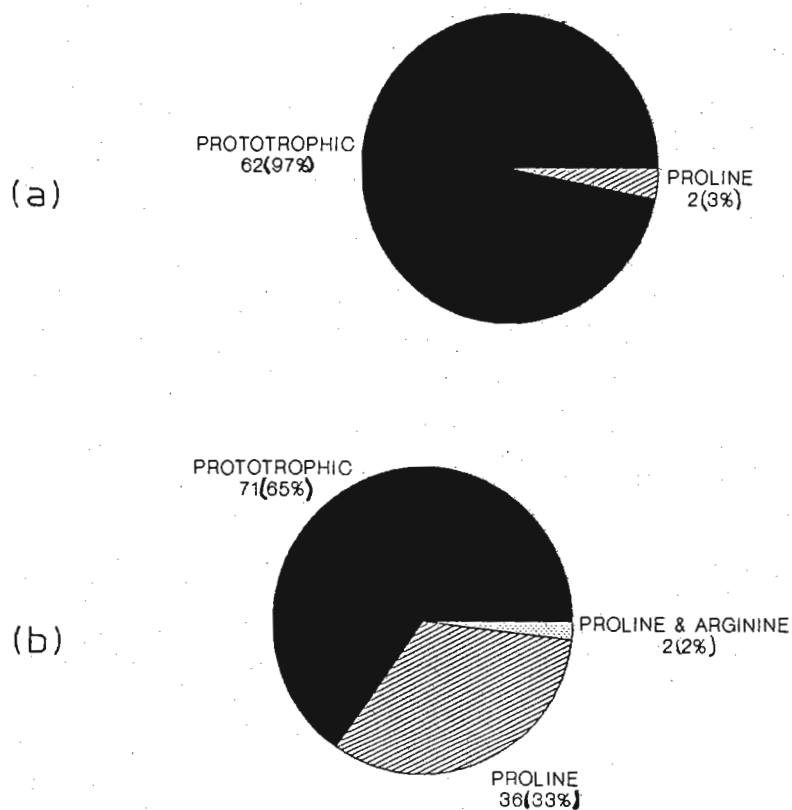 PROTOTROPHIC
62(97%)
(a)
PROLINE
2(3%)
PROTOTROPHIC
71(65%)
(b)
PROLINE & ARGININE
2(2%)
PROLINE
36(33%)